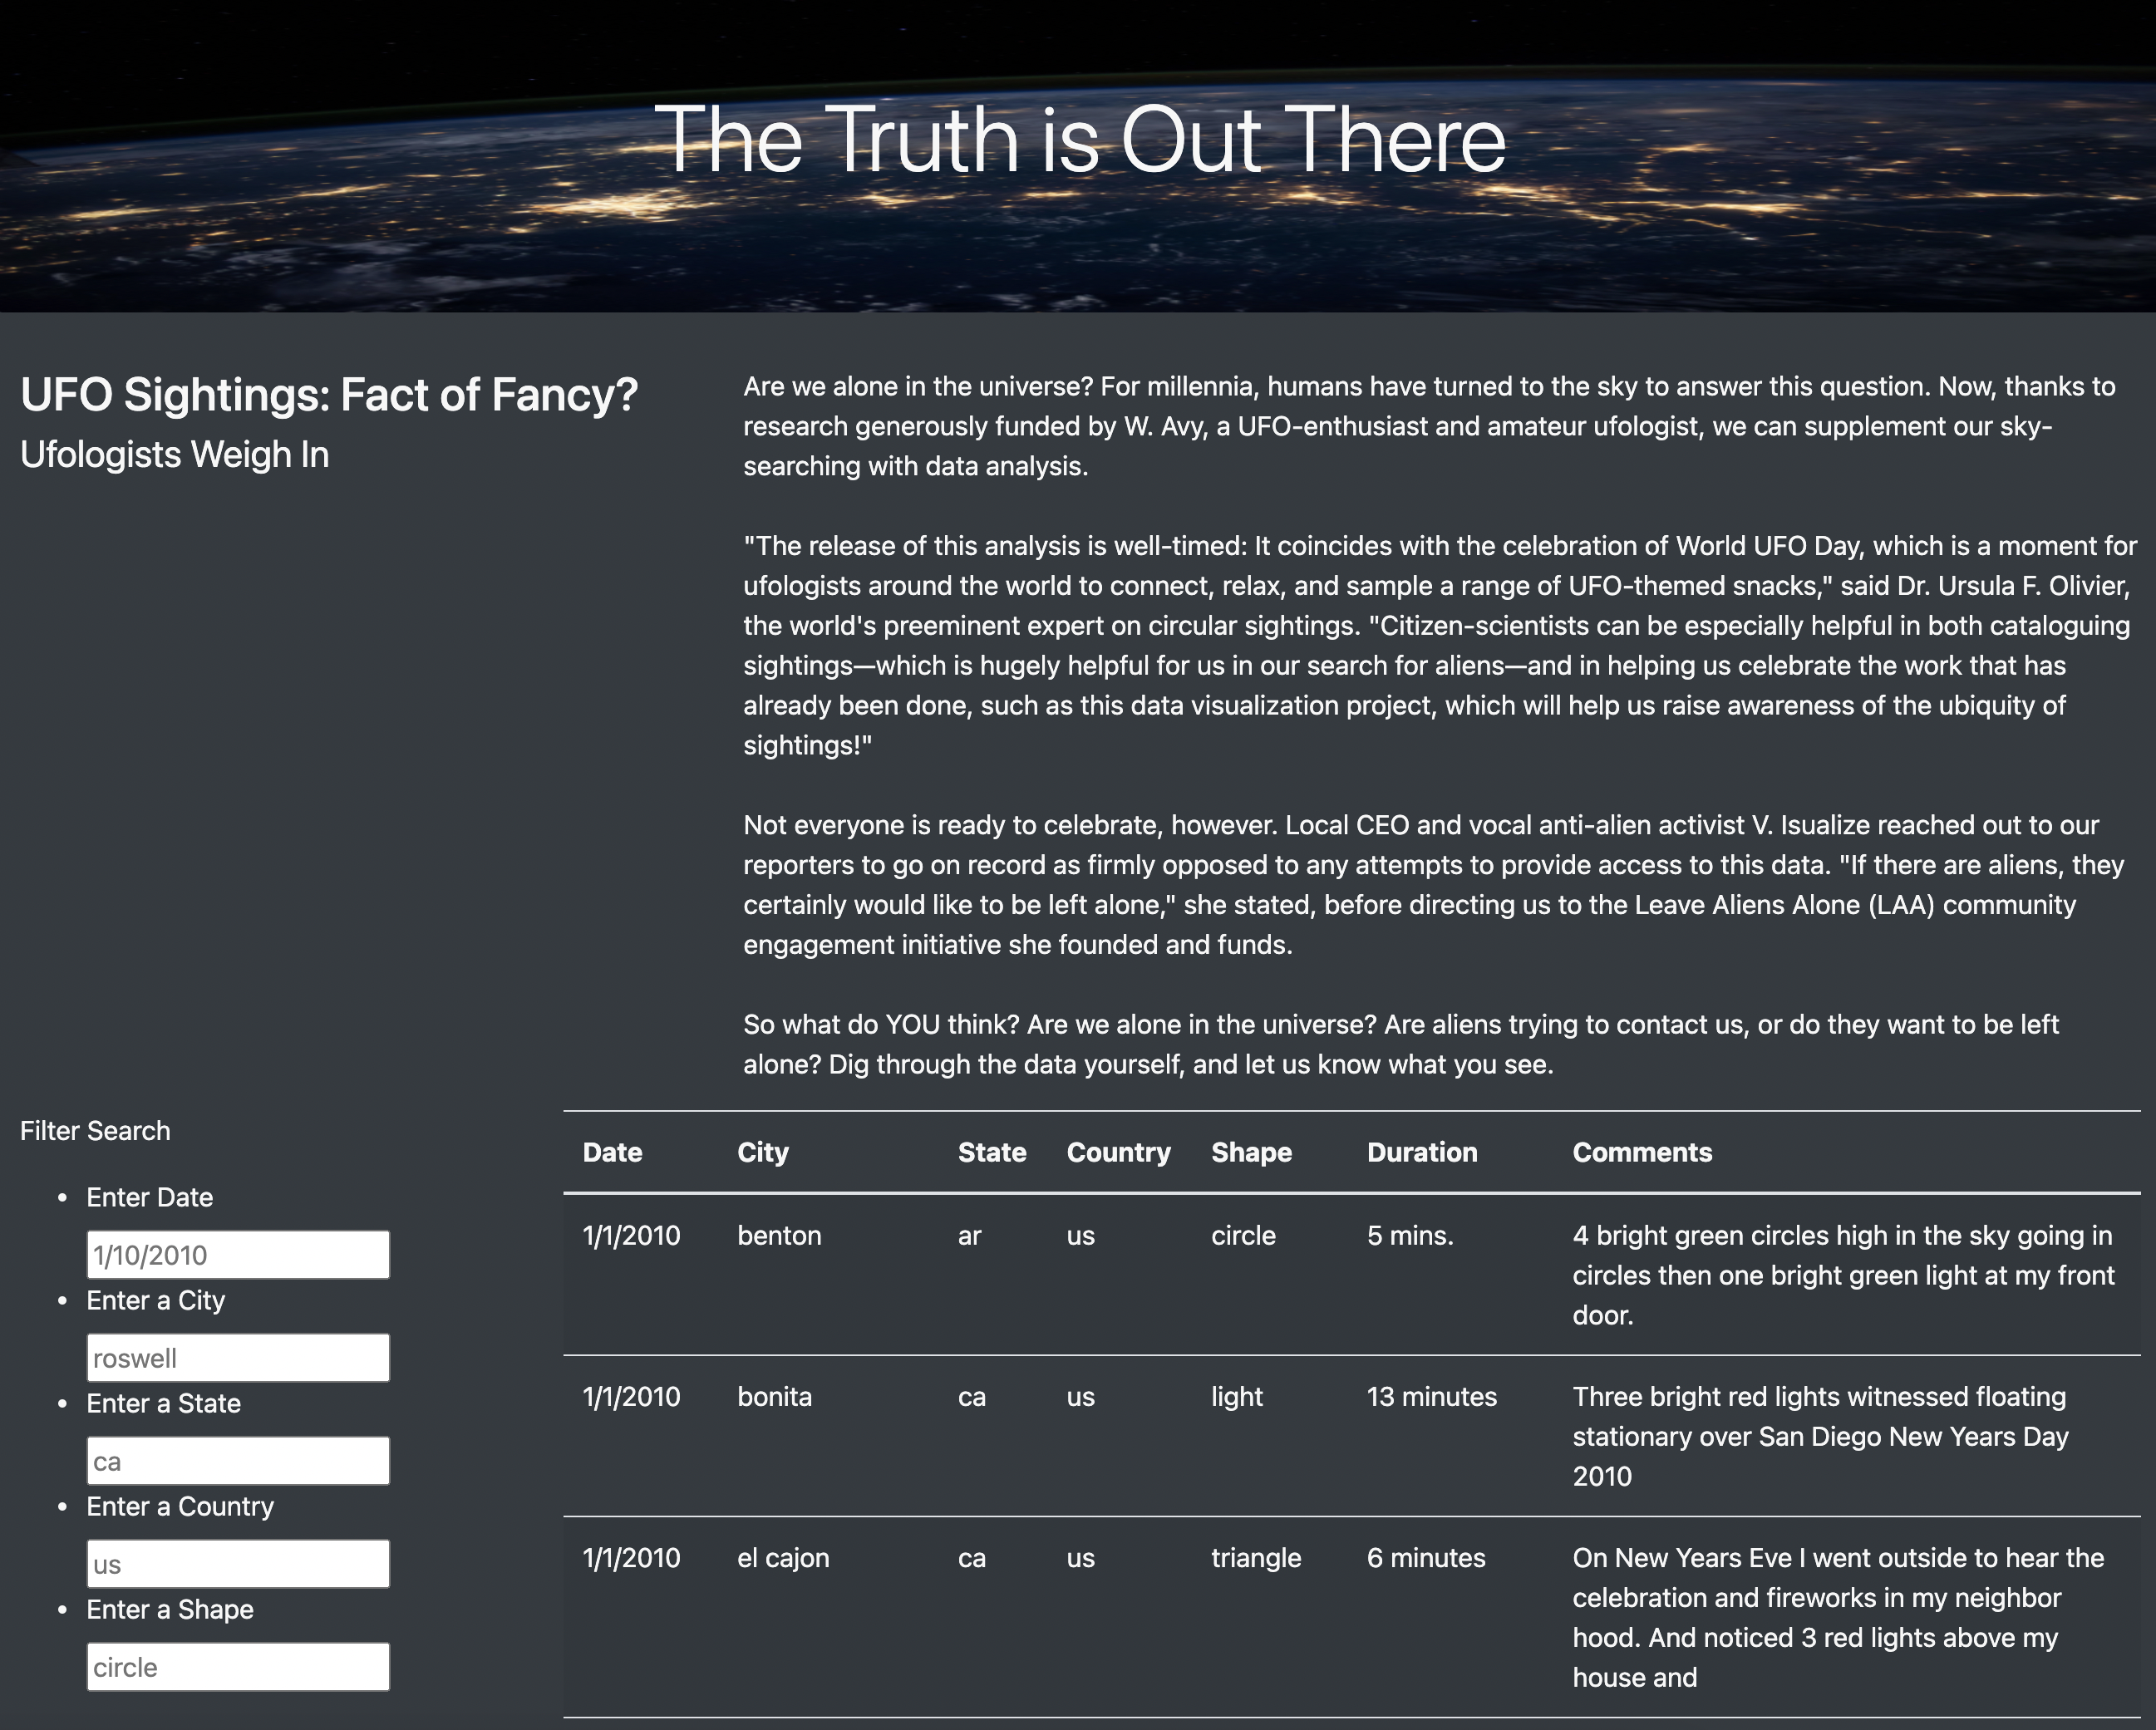 The Truth is Out There
UFO Sightings: Fact of Fancy?
Ufologists Weigh In
Are we alone in the universe? For millennia, humans have turned to the sky to answer this question. Now, thanks to
research generously funded by W. Avy, a UFO-enthusiast and amateur ufologist, we can supplement our sky-
searching with data analysis.
"The release of this analysis is well-timed: It coincides with the celebration of World UFO Day, which is a moment for
ufologists around the world to connect, relax, and sample a range of UFO-themed snacks," said Dr. Ursula F. Olivier,
the world's preeminent expert on circular sightings. "Citizen-scientists can be especially helpful in both cataloguing
sightings—which is hugely helpful for us in our search for aliens—and in helping us celebrate the work that has
already been done, such as this data visualization project, which will help us raise awareness of the ubiquity of
sightings!"
Not everyone is ready to celebrate, however. Local CEO and vocal anti-alien activist V. Isualize reached out to our
reporters to go on record as firmly opposed to any attempts to provide access to this data. "If there are aliens, they
certainly would like to be left alone," she stated, before directing us to the Leave Aliens Alone (LAA) community
engagement initiative she founded and funds.
So what do YOU think? Are we alone in the universe? Are aliens trying to contact us, or do they want to be left
alone? Dig through the data yourself, and let us know what you see.
Filter Search
Enter Date
1/10/2010
Enter a City
roswell
Enter a State
ca
Enter a Country
us
Enter a Shape
circle
Date City State Country Shape Duration Comments
1/1/2010 benton ar us circle 5 mins. 4 bright green circles high in the sky going in
circles then one bright green light at my front
door.
1/1/2010 bonita ca us light 13 minutes Three bright red lights witnessed floating
stationary over San Diego New Years Day
2010
1/1/2010 el cajon ca us triangle 6 minutes On New Years Eve I went outside to hear the
celebration and fireworks in my neighbor
hood. And noticed 3 red lights above my
house and